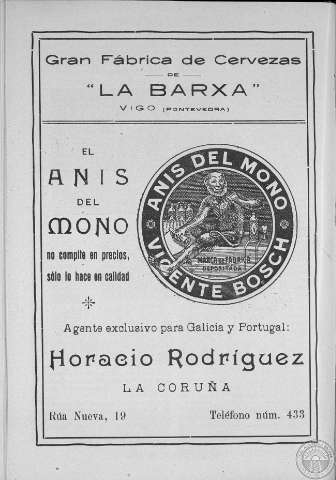 Gran Fábrica de Cervezas
DE
"LA BARXA"
VIGO (PONTEVEDRA)
EL
ANIS
DEL
MONO
no compite en precios,
sólo lo hace en calidad
ANIS DEL MONO
VICENTE BOSCH
MARCA DE FABRICA
DEPOSITADA
Agente exclusivo para Galicia y Portugal:
Horacio Rodríguez
LA CORUÑA
Rúa Nueva, 19 Teléfono núm. 433